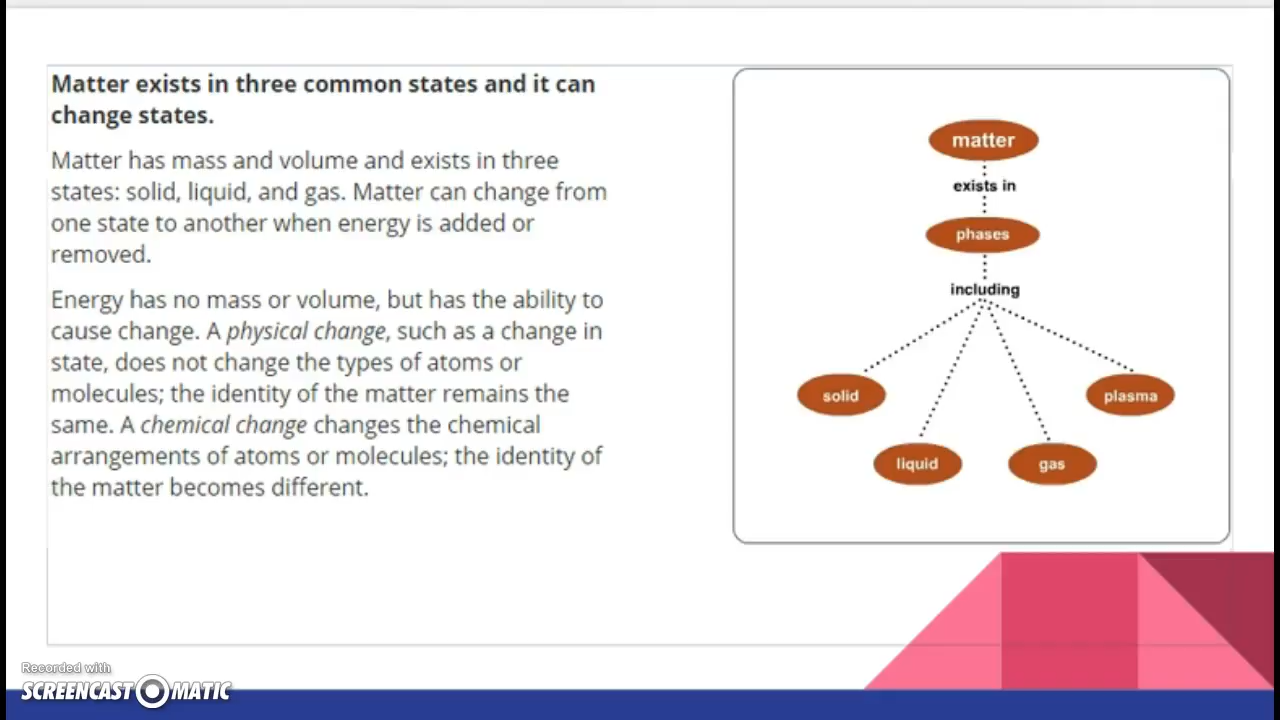 Matter exists in three common states and it can
change states.
Matter has mass and volume and exists in three
states: solid, liquid, and gas. Matter can change from
one state to another when energy is added or
removed.
Energy has no mass or volume, but has the ability to
cause change. A physical change, such as a change in
state, does not change the types of atoms or
molecules; the identity of the matter remains the
same. A chemical change changes the chemical
arrangements of atoms or molecules; the identity of
the matter becomes different.
matter
exists in
phases
including
solid
plasma
liquid
gas
Recorded with
SCREENCAST MATIC